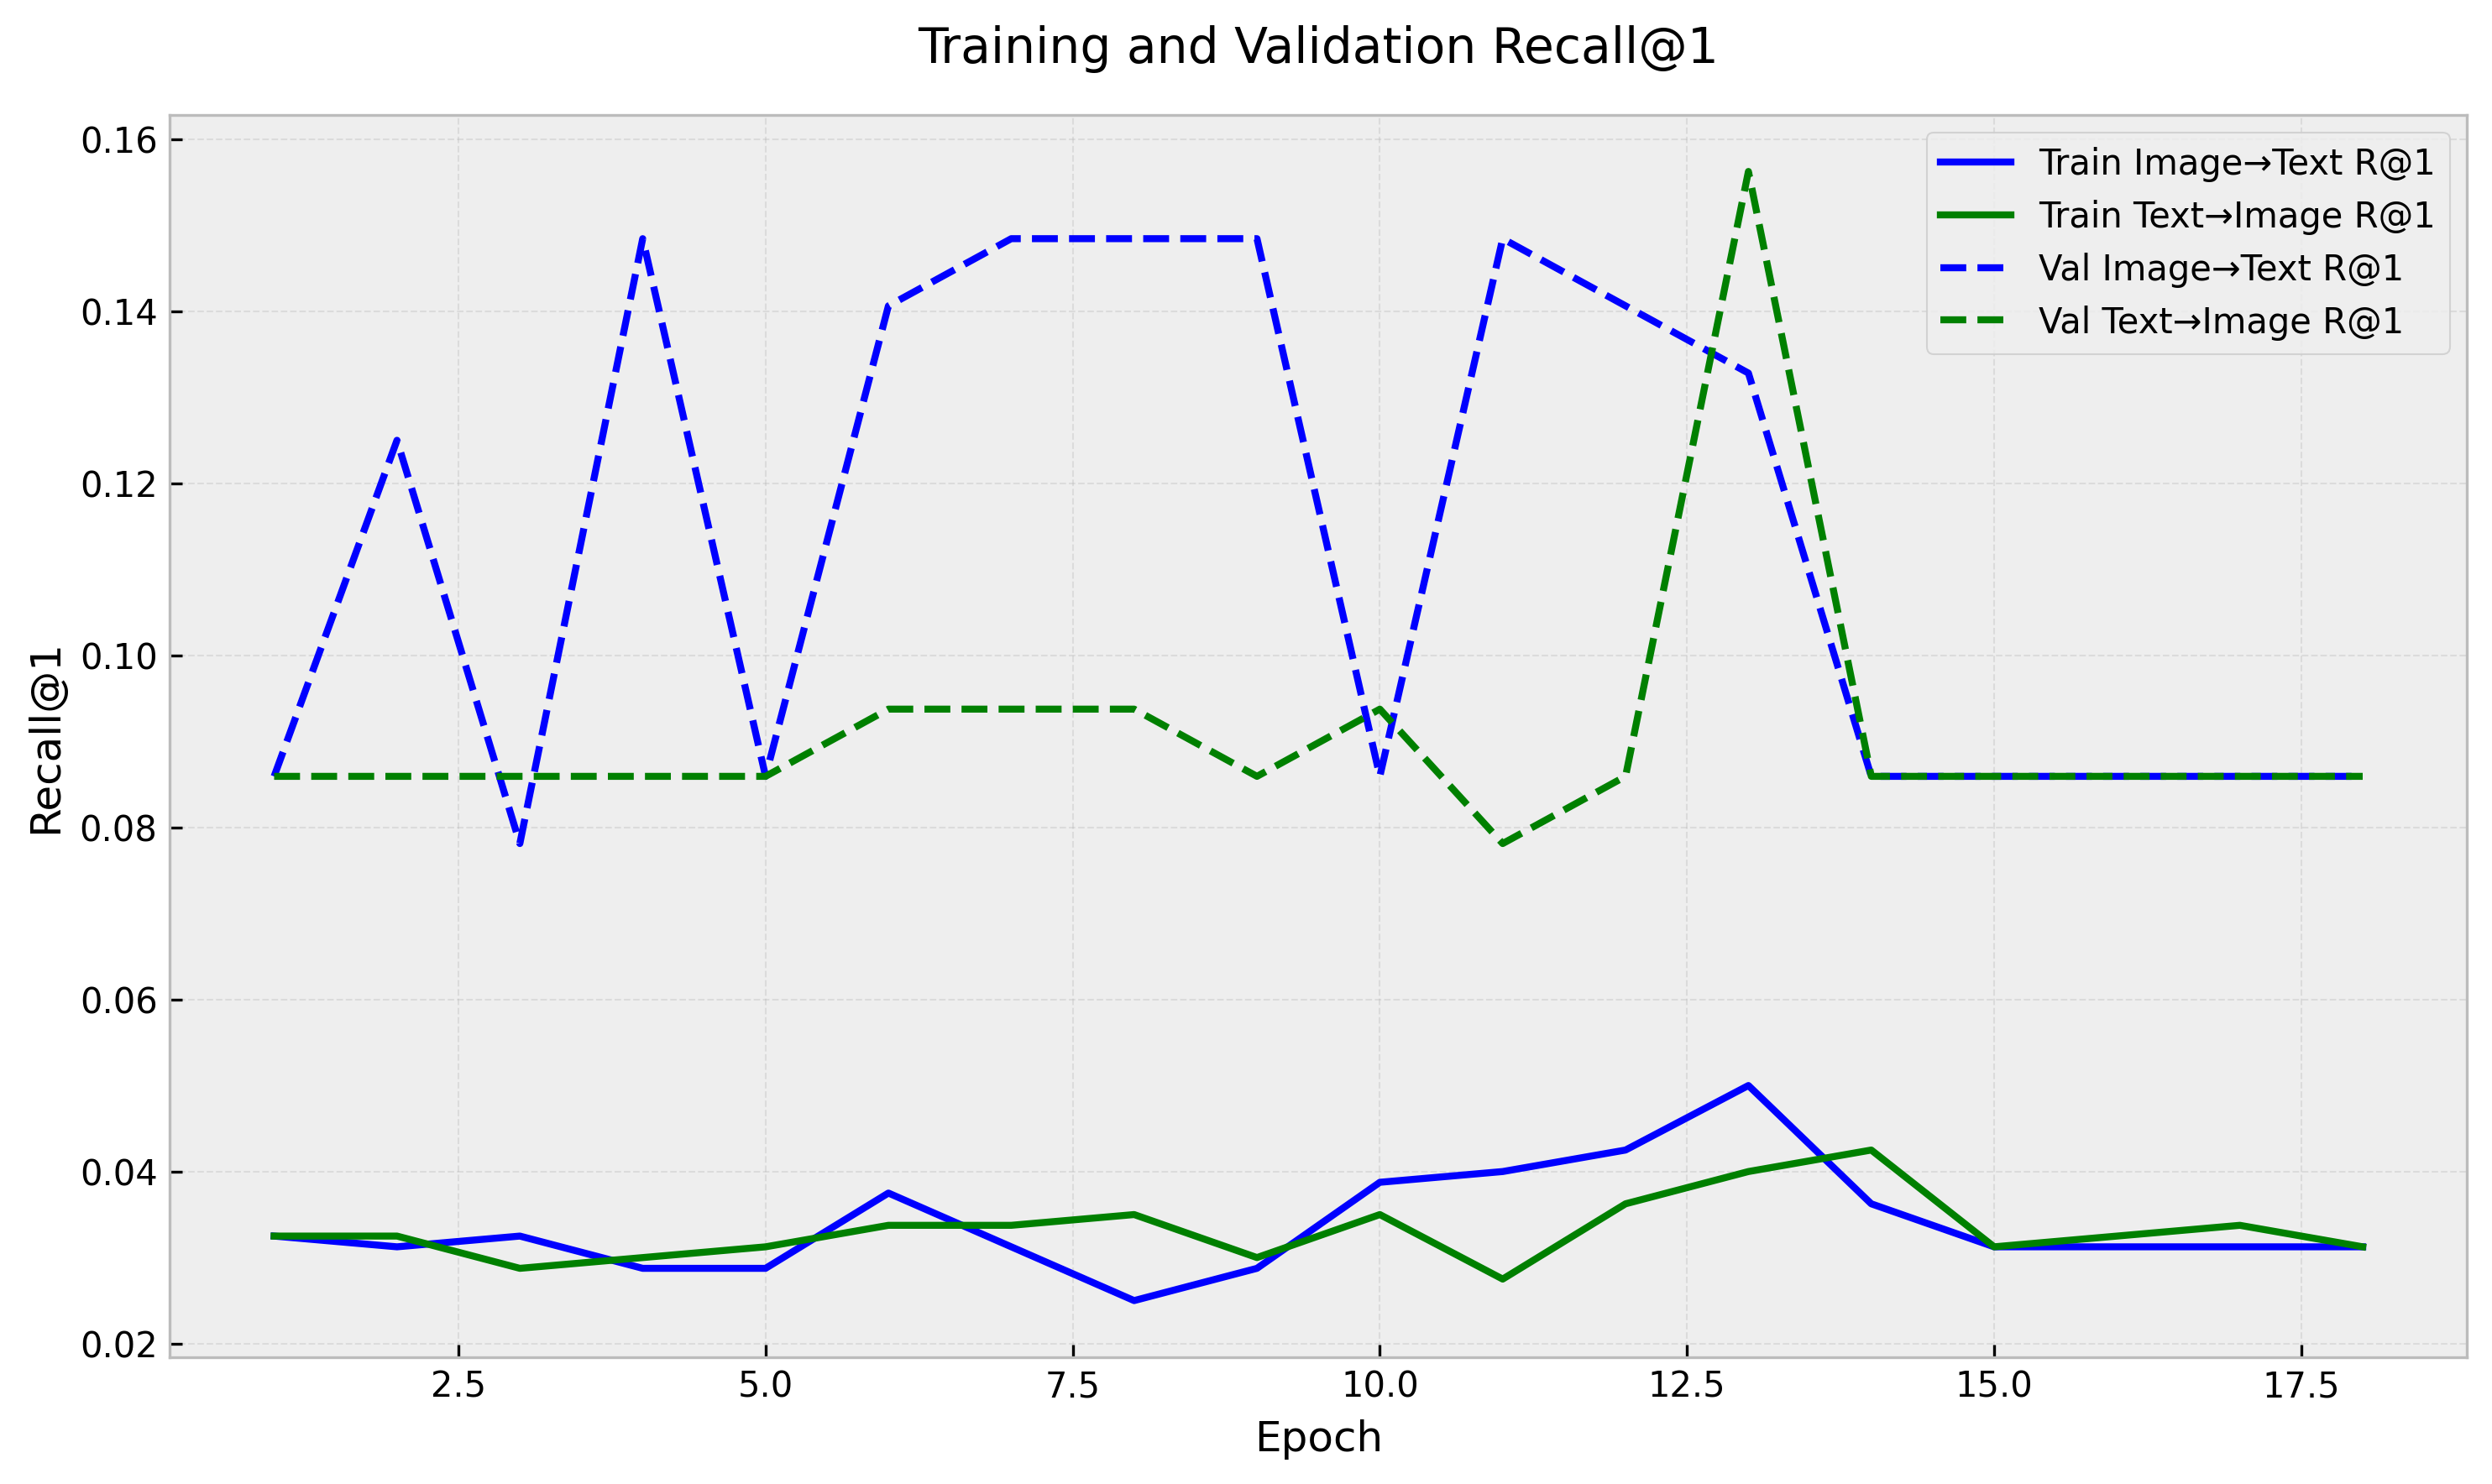 Training and Validation Recall@1
Train Image→Text R@1
Train Text→Image R@1
Val Image→Text R@1
Val Text→Image R@1
Recall@1
0.16
0.14
0.12
0.10
0.08
0.06
0.04
0.02
2.5 5.0 7.5 10.0 12.5 15.0 17.5
Epoch